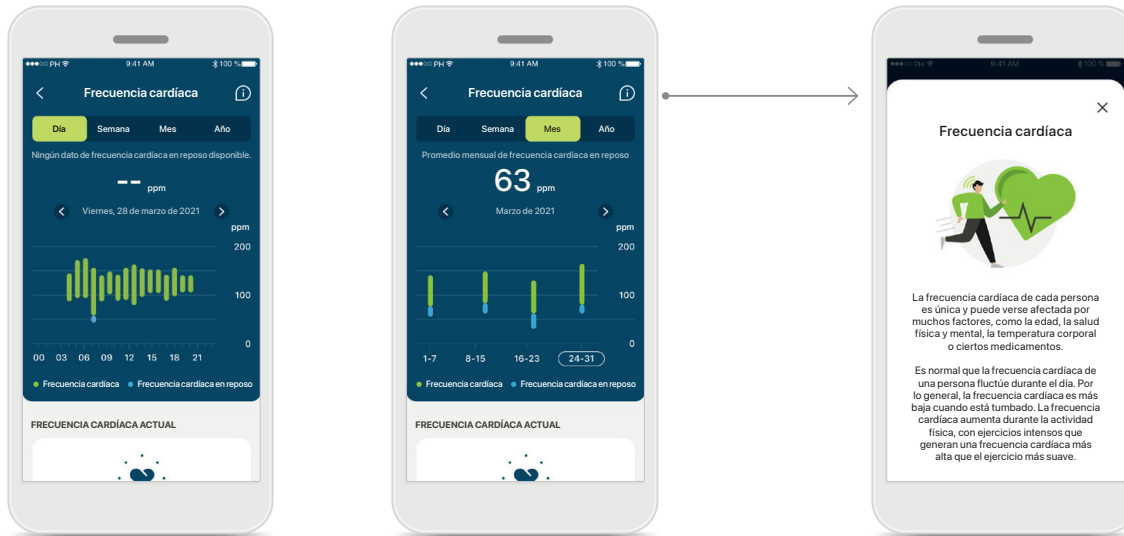 PH 9:41 AM 100 %
Frecuencia cardíaca
Día Semana Mes Año
Ningún dato de frecuencia cardíaca en reposo disponible.
-- ppm
Viernes, 28 de marzo de 2021
ppm
200
100
0
00 03 06 09 12 15 18 21
Frecuencia cardíaca Frecuencia cardíaca en reposo
FRECUENCIA CARDÍACA ACTUAL
PH 9:41 AM 100 %
Frecuencia cardíaca
Día Semana Mes Año
Promedio mensual de frecuencia cardíaca en reposo
63 ppm
Marzo de 2021
ppm
200
100
0
1-7 8-15 16-23 24-31
Frecuencia cardíaca Frecuencia cardíaca en reposo
FRECUENCIA CARDÍACA ACTUAL
PH 9:41 AM 100 %
Frecuencia cardíaca
La frecuencia cardíaca de cada persona
es única y puede verse afectada por
muchos factores, como la edad, la salud
física y mental, la temperatura corporal
o ciertos medicamentos.
Es normal que la frecuencia cardíaca de
una persona fluctúe durante el día. Por
lo general, la frecuencia cardíaca es más
baja cuando está tumbado. La frecuencia
cardíaca aumenta durante la actividad
física, con ejercicios intensos que
generan una frecuencia cardíaca más
alta que el ejercicio más suave.